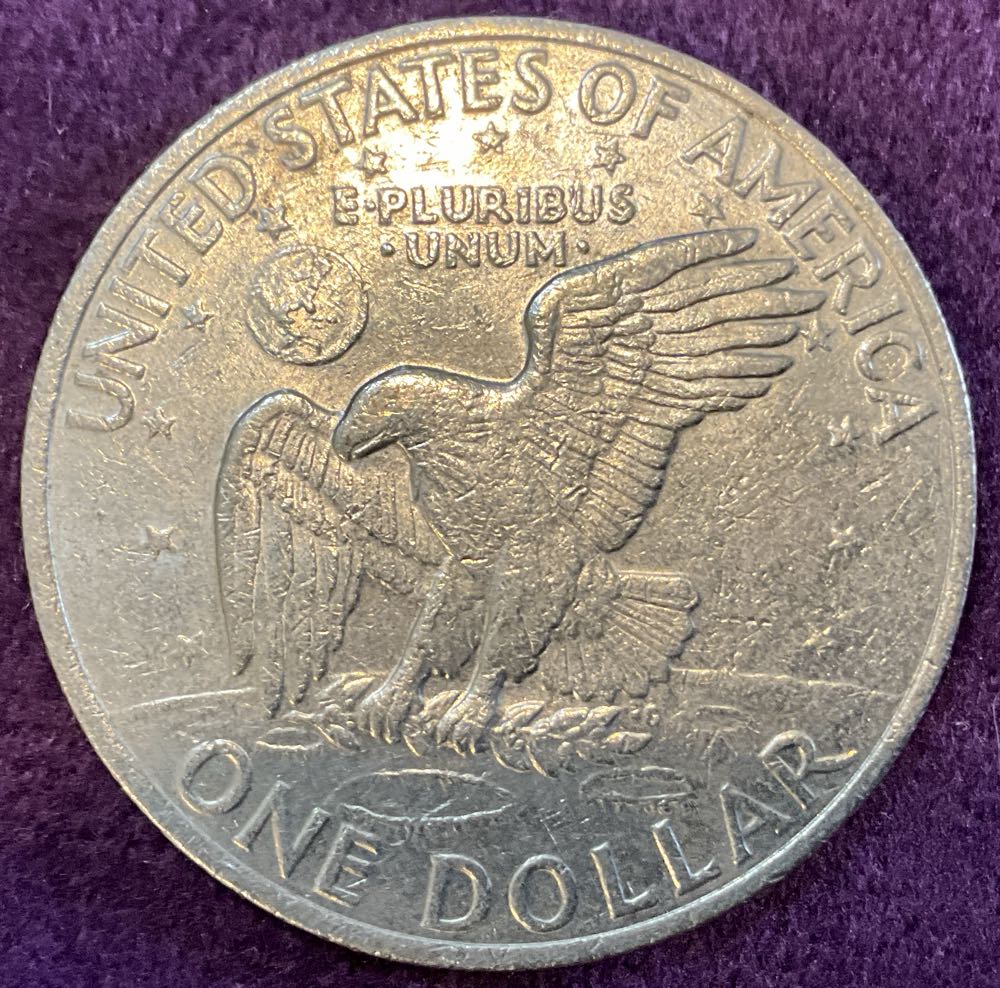 UNITED STATES OF AMERICA
E·PLURIBUS
·UNUM·
ONE DOLLAR